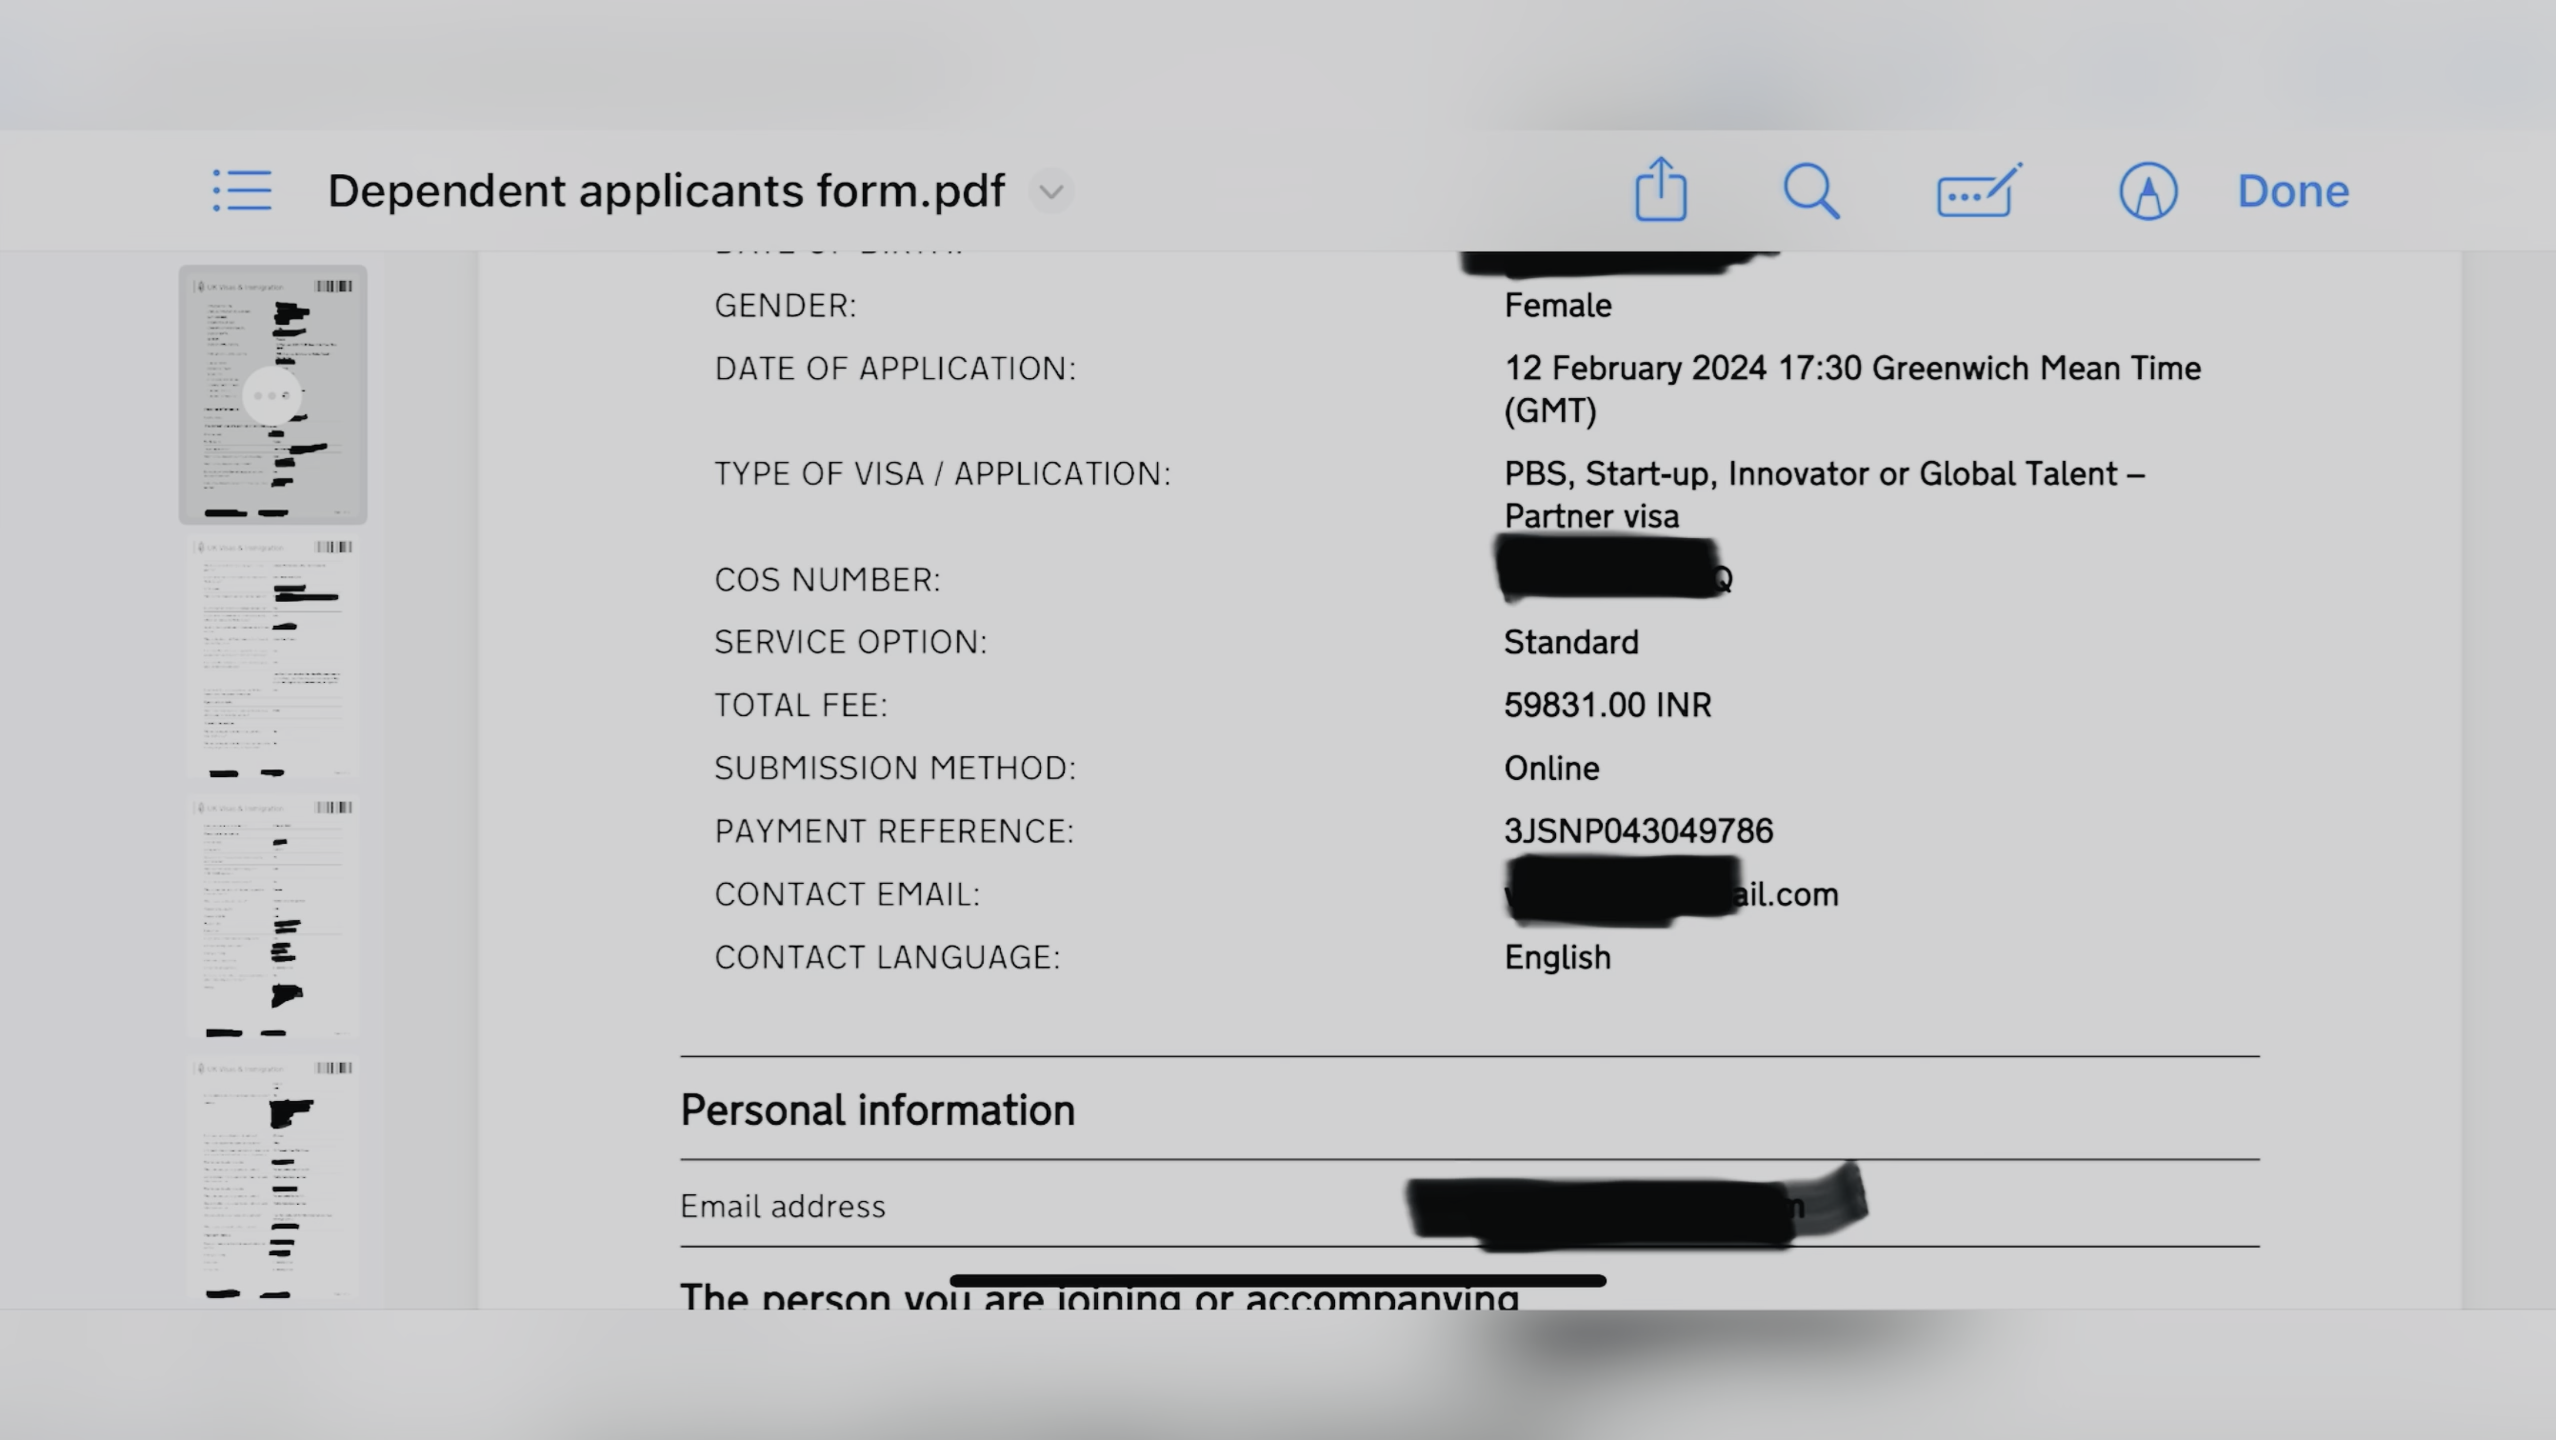 Dependent applicants form.pdf
Done
GENDER: Female
DATE OF APPLICATION: 12 February 2024 17:30 Greenwich Mean Time
(GMT)
TYPE OF VISA / APPLICATION: PBS, Start-up, Innovator or Global Talent –
Partner visa
COS NUMBER: Q
SERVICE OPTION: Standard
TOTAL FEE: 59831.00 INR
SUBMISSION METHOD: Online
PAYMENT REFERENCE: 3JSNP043049786
CONTACT EMAIL: ail.com
CONTACT LANGUAGE: English
Personal information
Email address
The person you are joining or accompanying